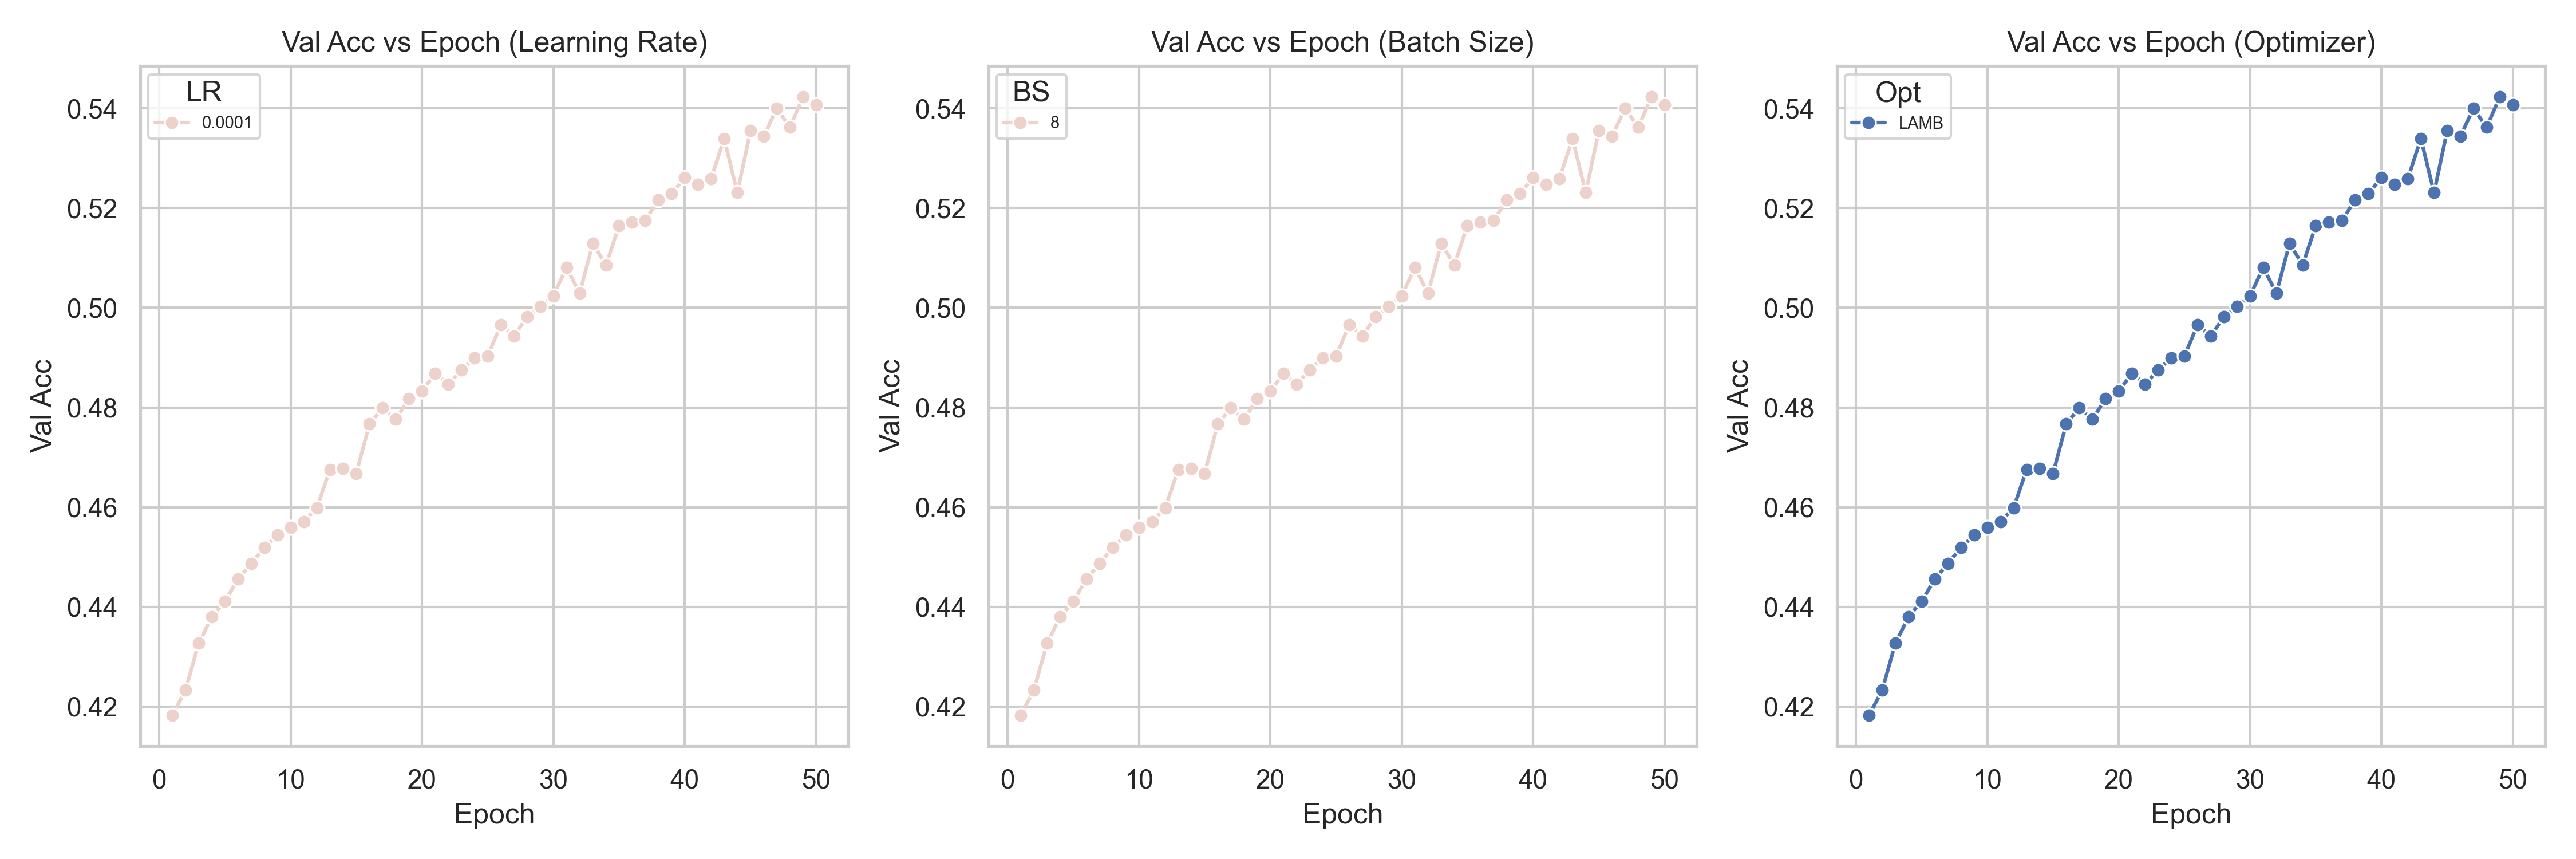 Val Acc vs Epoch (Learning Rate)
LR
0.0001
0.54
0.52
0.50
0.48
0.46
0.44
0.42
Val Acc
0 10 20 30 40 50
Epoch
Val Acc vs Epoch (Batch Size)
BS
8
0.54
0.52
0.50
0.48
0.46
0.44
0.42
Val Acc
0 10 20 30 40 50
Epoch
Val Acc vs Epoch (Optimizer)
Opt
LAMB
0.54
0.52
0.50
0.48
0.46
0.44
0.42
Val Acc
0 10 20 30 40 50
Epoch